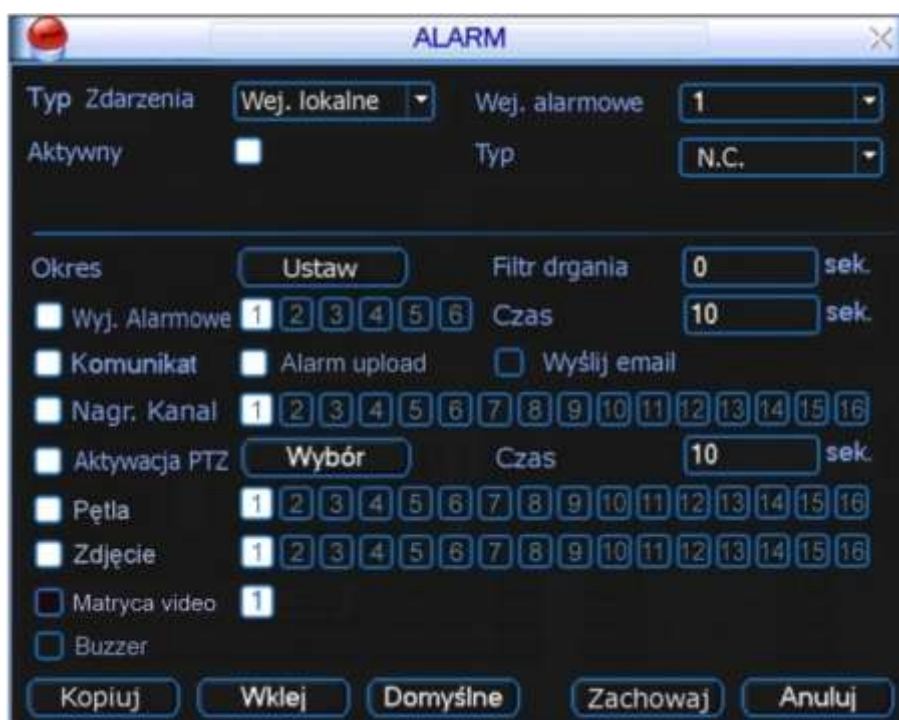 ALARM
Typ Zdarzenia Wej. lokalne Wej. alarmowe 1
Aktywny Typ N.C.
Okres Ustaw Filtr drgania 0 sek.
Wyj. Alarmowe 1 2 3 4 5 6 Czas 10 sek.
Komunikat Alarm upload Wyślij email
Nagr. Kanał 1 2 3 4 5 6 7 8 9 10 11 12 13 14 15 16
Aktywacja PTZ Wybór Czas 10 sek.
Pętla 1 2 3 4 5 6 7 8 9 10 11 12 13 14 15 16
Zdjęcie 1 2 3 4 5 6 7 8 9 10 11 12 13 14 15 16
Matryca video 1
Buzzer
Kopiuj Wklej Domyślne Zachowaj Anuluj